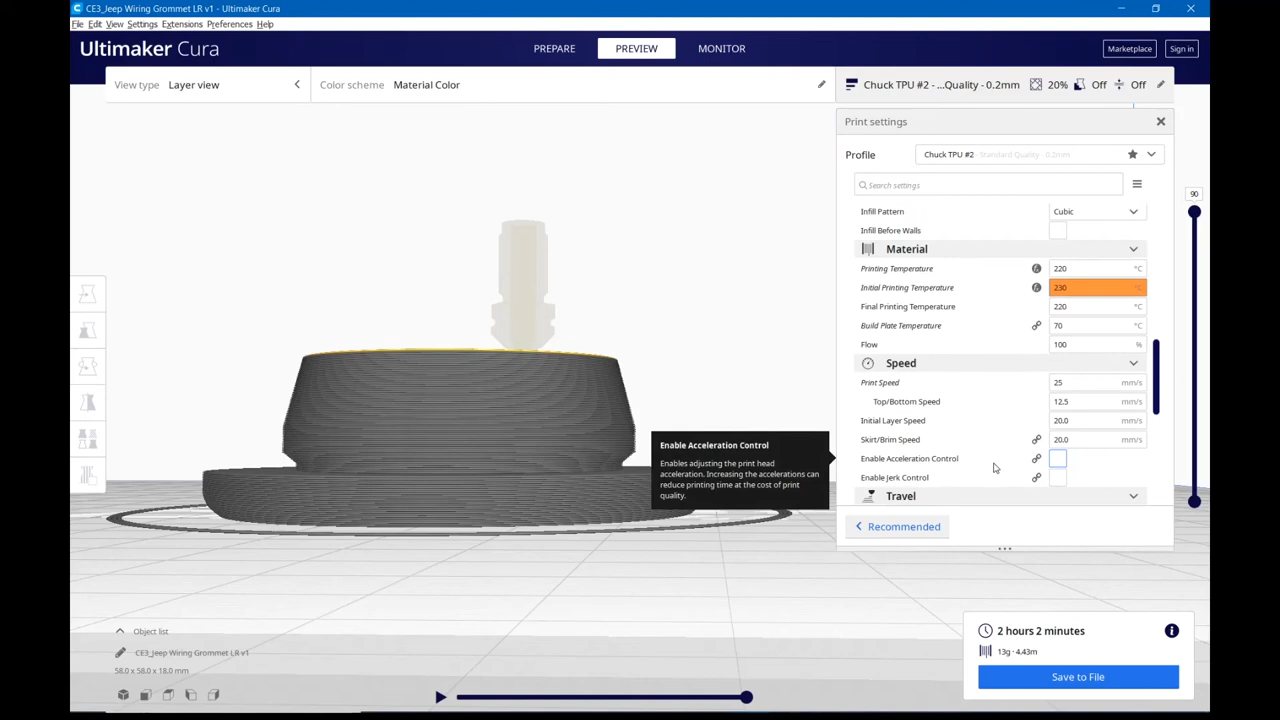 CE3_Jeep Wiring Grommet LR v1 - Ultimaker Cura
File Edit View Settings Extensions Preferences Help
Ultimaker Cura
PREPARE
PREVIEW
MONITOR
Marketplace
Sign in
View type Layer view
Color scheme Material Color
Chuck TPU #2 - ...Quality - 0.2mm
20%
Off
Off
Print settings
Profile
Chuck TPU #2 - Standard Quality - 0.2mm
Search settings
90
Infill Pattern Cubic
Infill Before Walls
Material
Printing Temperature 220 °C
Initial Printing Temperature 230 °C
Final Printing Temperature 220 °C
Build Plate Temperature 70 °C
Flow 100 %
Speed
Print Speed 25 mm/s
Top/Bottom Speed 12.5 mm/s
Initial Layer Speed 20.0 mm/s
Skirt/Brim Speed 20.0 mm/s
Enable Acceleration Control
Enable Jerk Control
Travel
Enable Acceleration Control
Enables adjusting the print head
acceleration. Increasing the accelerations can
reduce printing time at the cost of print
quality.
Recommended
Object list
CE3_Jeep Wiring Grommet LR v1
58.0 x 58.0 x 18.0 mm
2 hours 2 minutes
13g · 4.43m
Save to File